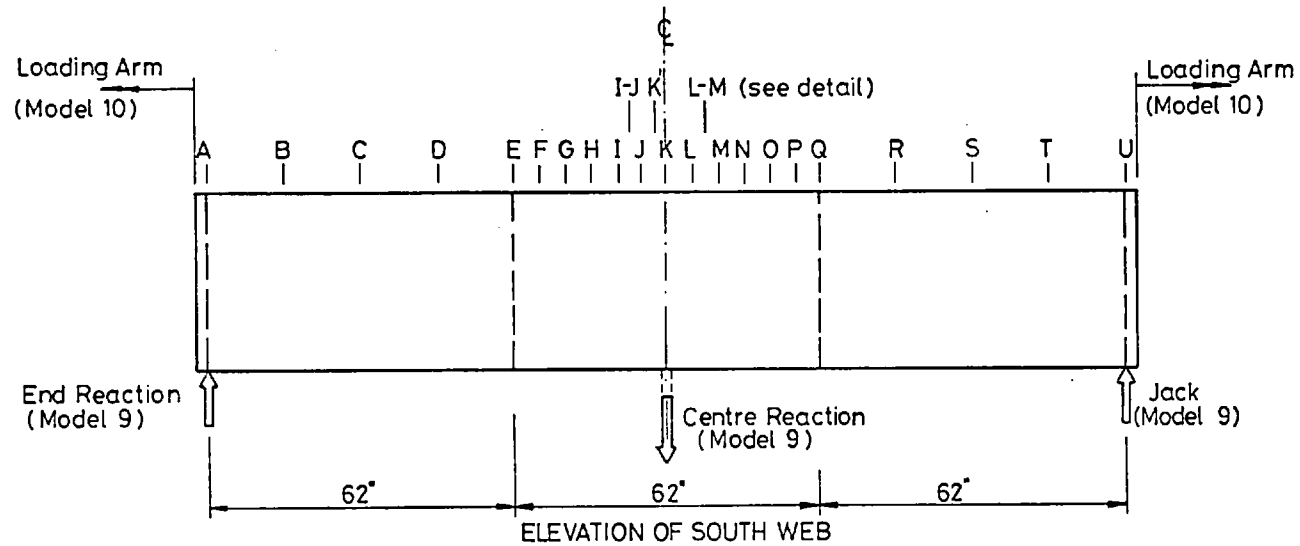 ℄
Loading Arm
(Model 10)
I-J K' L-M (see detail)
Loading Arm
(Model 10)
A B C D E F G H I J K L M N O P Q R S T U
End Reaction
(Model 9)
Centre Reaction
(Model 9)
Jack
(Model 9)
62" 62" 62"
ELEVATION OF SOUTH WEB